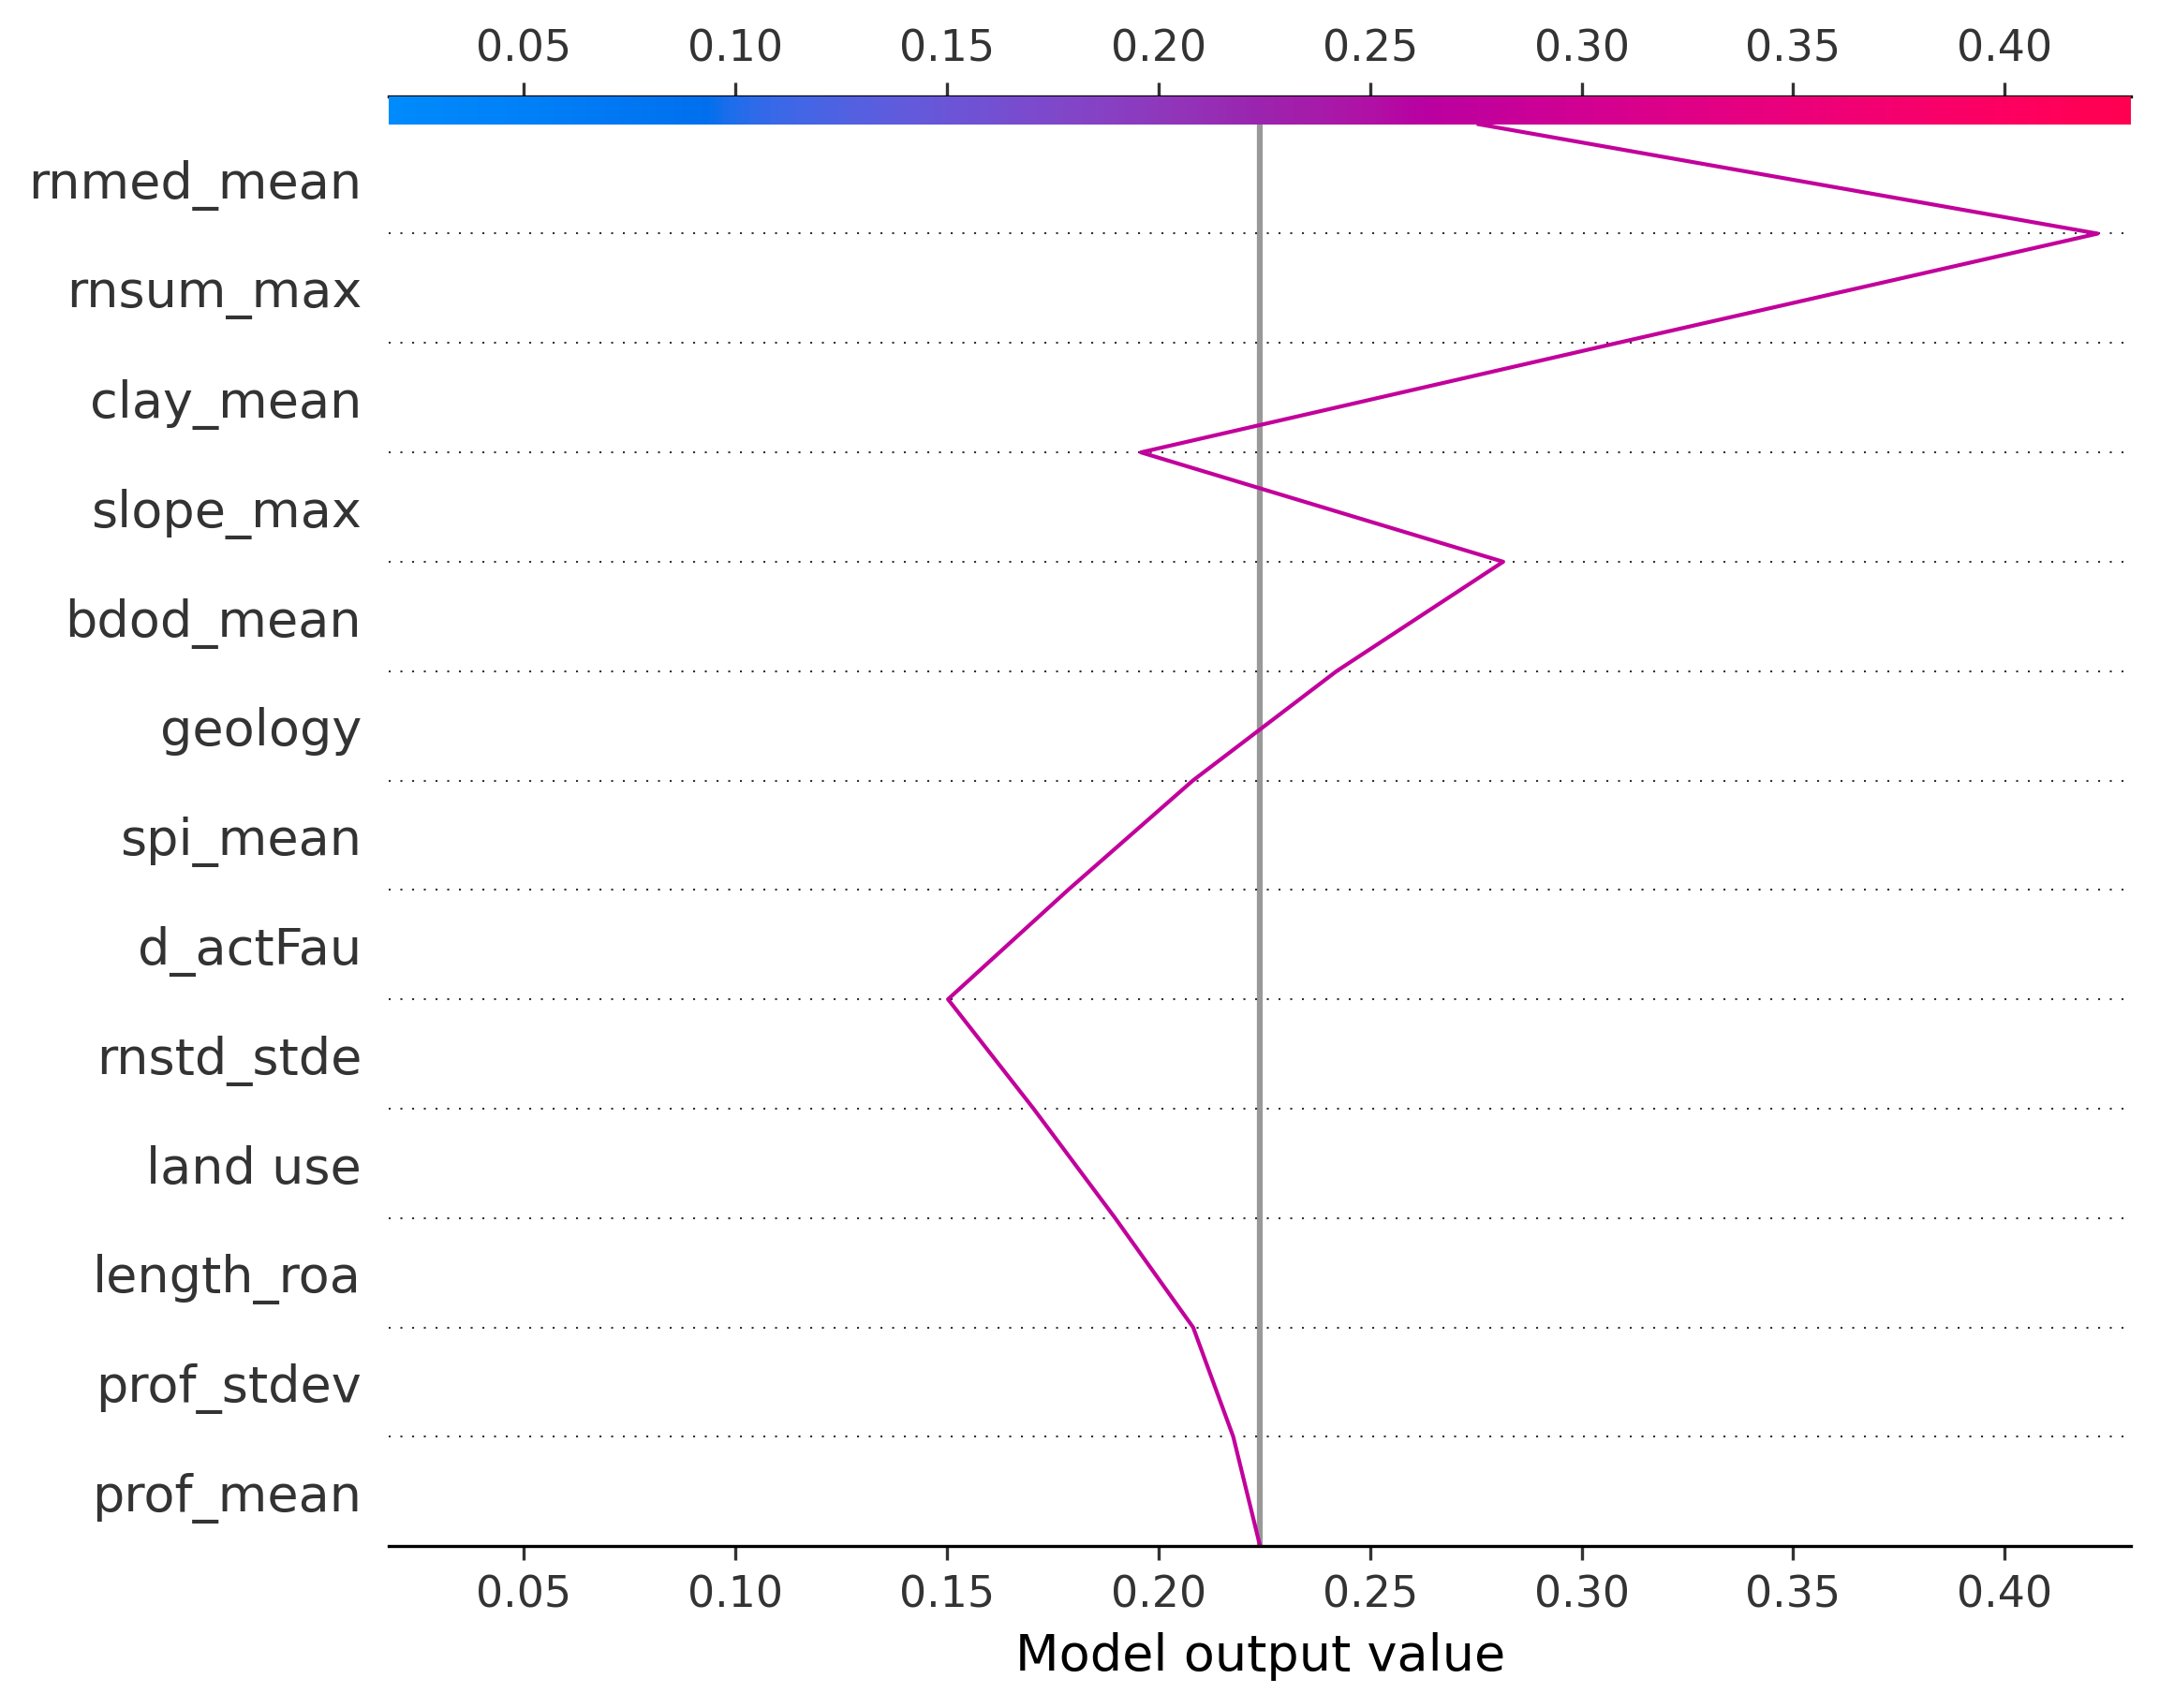 0.05 0.10 0.15 0.20 0.25 0.30 0.35 0.40
rnmed_mean
rnsum_max
clay_mean
slope_max
bdod_mean
geology
spi_mean
d_actFau
rnstd_stde
land use
length_roa
prof_stdev
prof_mean
0.05 0.10 0.15 0.20 0.25 0.30 0.35 0.40
Model output value